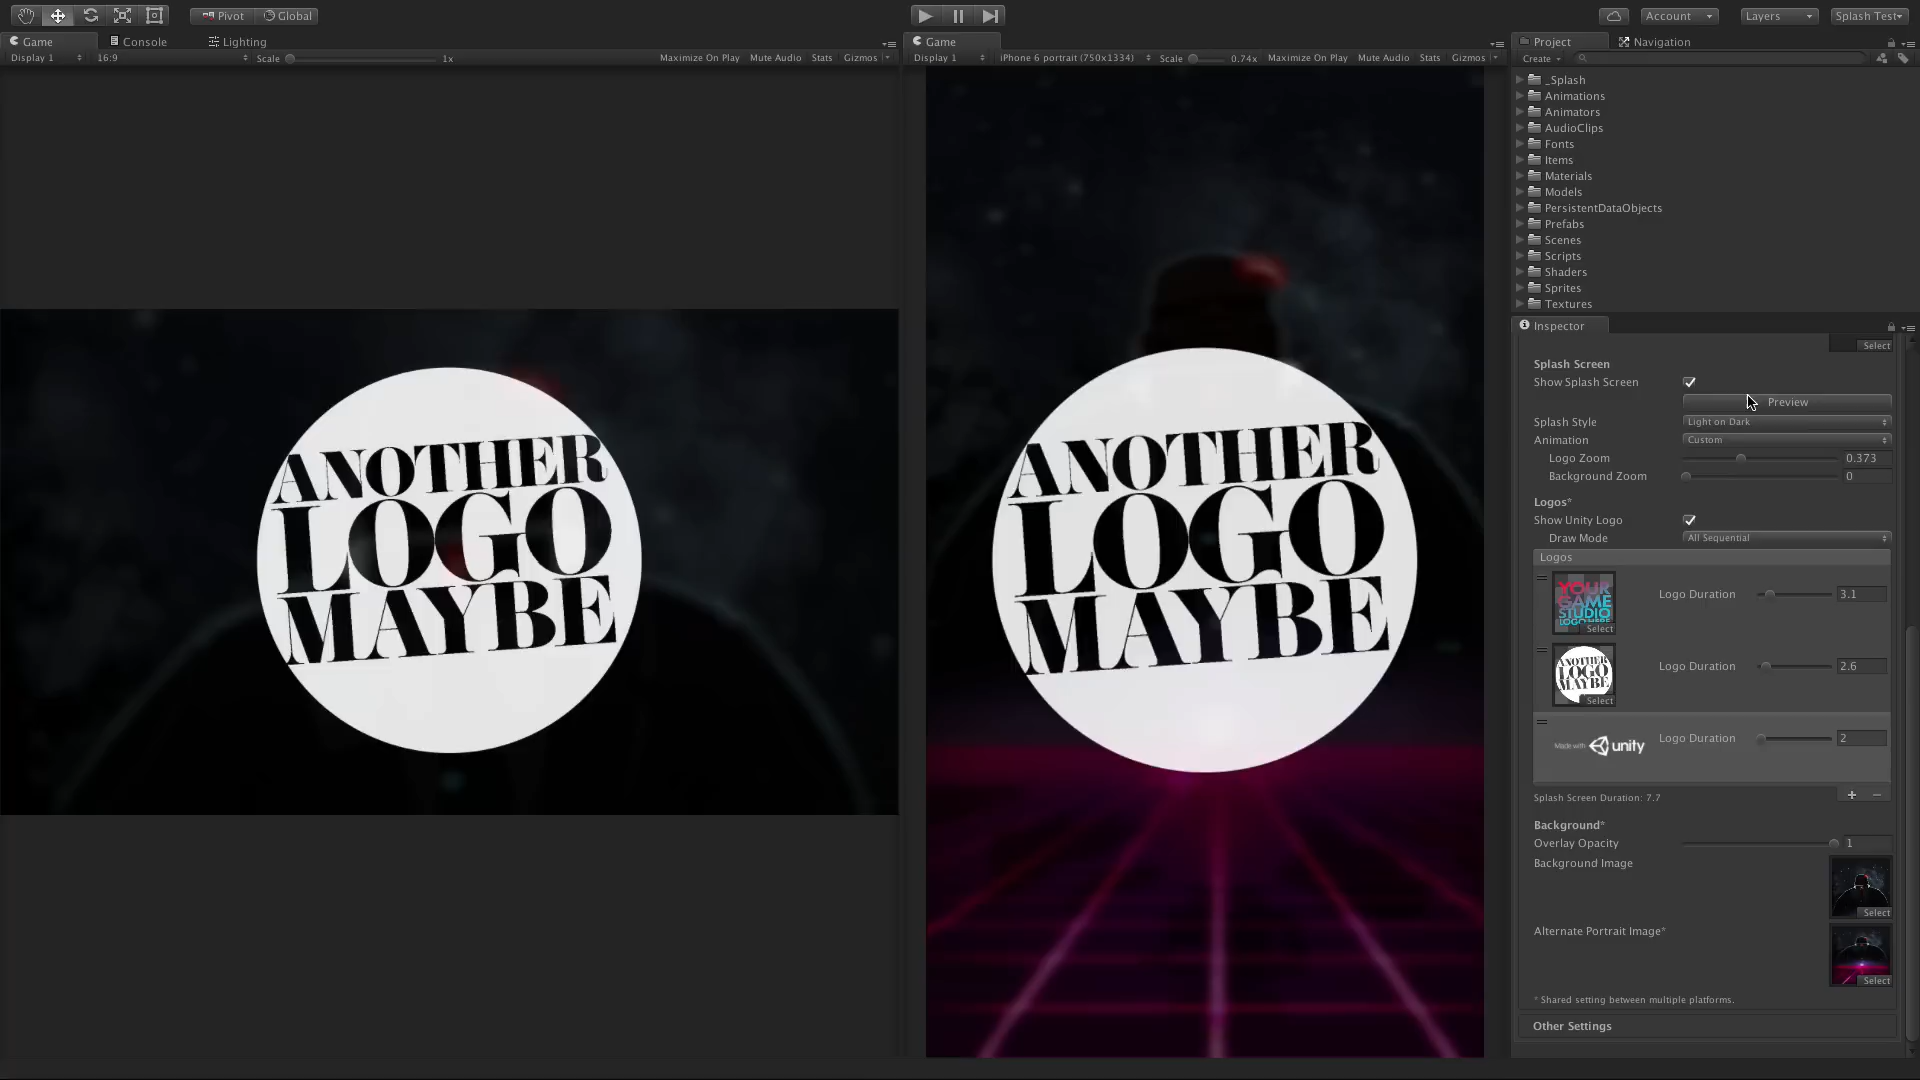 Pivot Global Account Layers Splash Test
Game Console Lighting
Display 1 16:9 Scale 1x Maximize On Play Mute Audio Stats Gizmos
ANOTHER
LOGO
MAYBE
Game
Display 1 iPhone 6 portrait (750x1334) Scale 0.74x Maximize On Play Mute Audio Stats Gizmos
ANOTHER
LOGO
MAYBE
Project Navigation
Create
_Splash
Animations
Animators
AudioClips
Fonts
Items
Materials
Models
PersistentDataObjects
Prefabs
Scenes
Scripts
Shaders
Sprites
Textures
Inspector
Select
Splash Screen
Show Splash Screen
Preview
Splash Style Light on Dark
Animation Custom
Logo Zoom 0.373
Background Zoom 0
Logos*
Show Unity Logo
Draw Mode All Sequential
Logos
YOUR
GAME
STUDIO
LOGO HERE
Select
Logo Duration 3.1
ANOTHER
LOGO
MAYBE
Select
Logo Duration 2.6
Made with unity Logo Duration 2
Splash Screen Duration: 7.7
Background*
Overlay Opacity 1
Background Image
Select
Alternate Portrait Image*
Select
* Shared setting between multiple platforms.
Other Settings